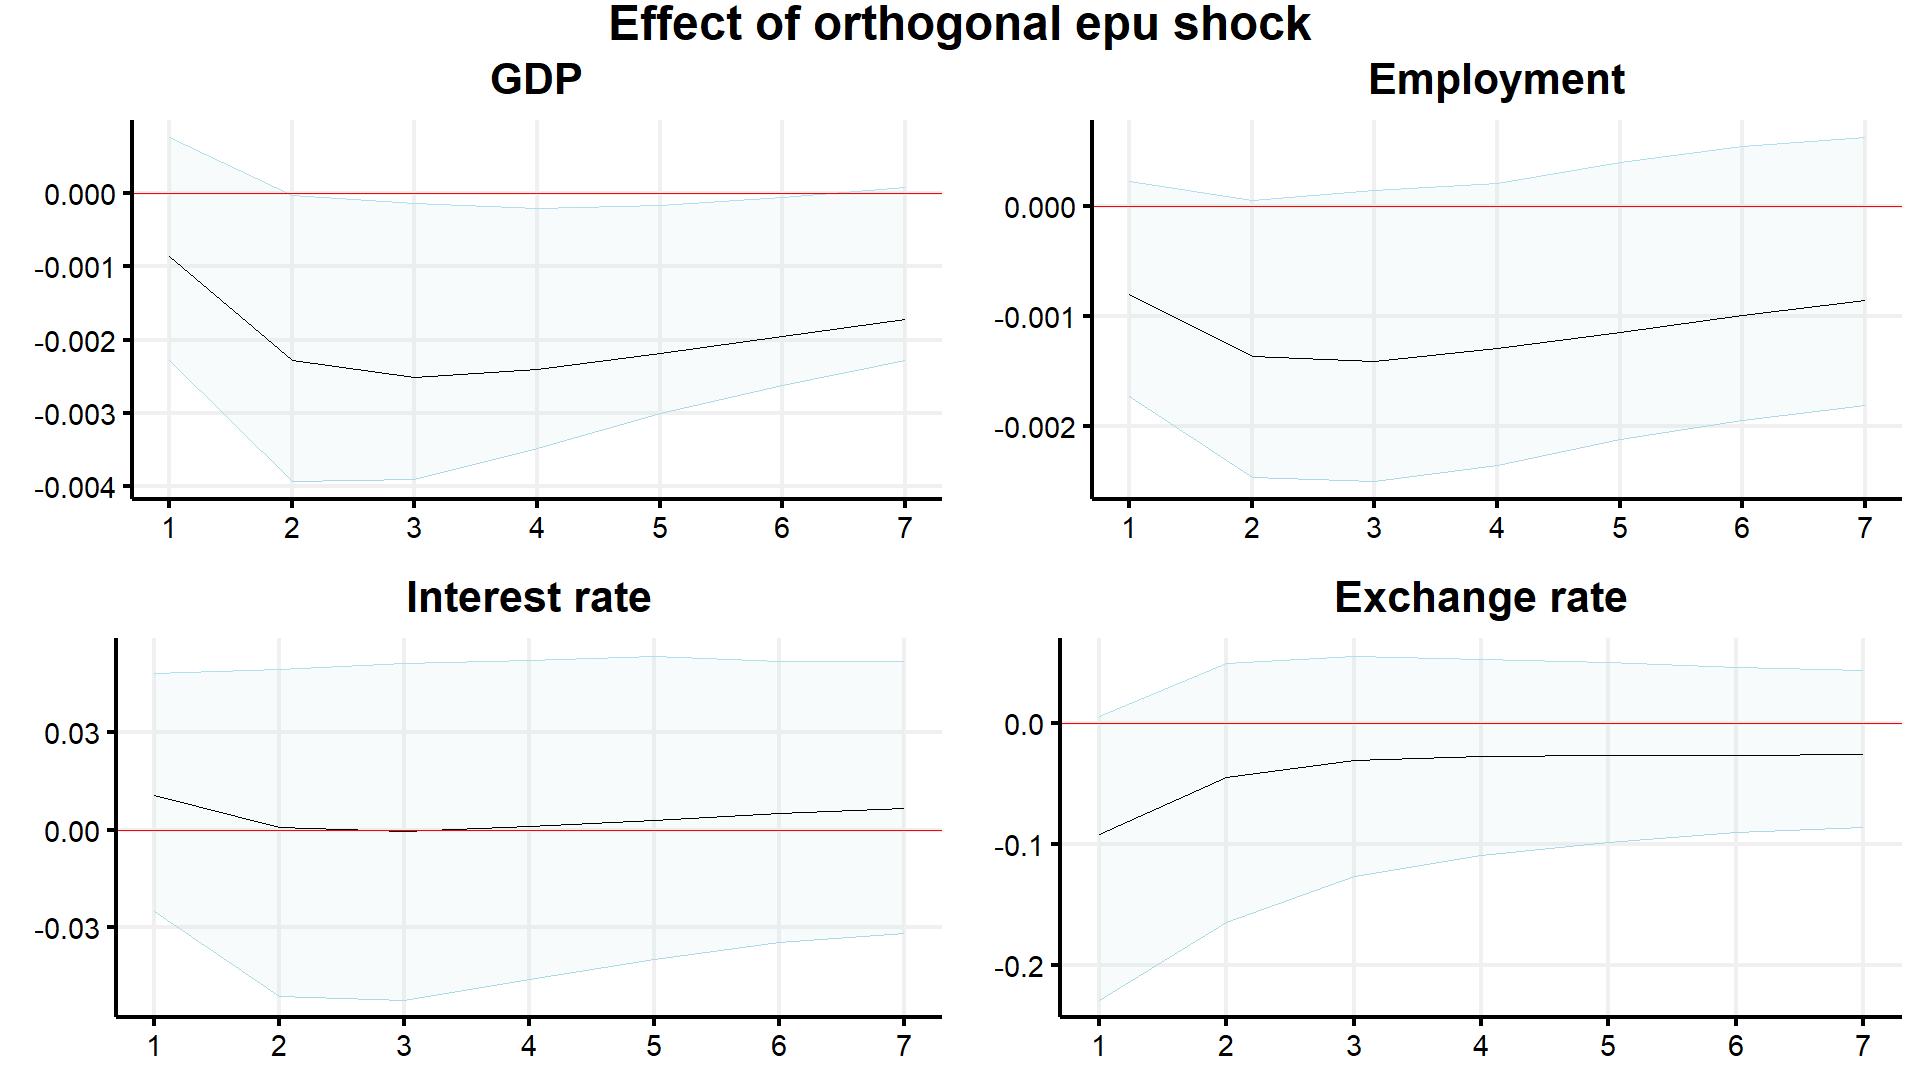 Effect of orthogonal epu shock
GDP
0.000
-0.001
-0.002
-0.003
-0.004
1 2 3 4 5 6 7
Employment
0.000
-0.001
-0.002
1 2 3 4 5 6 7
Interest rate
0.03
0.00
-0.03
1 2 3 4 5 6 7
Exchange rate
0.0
-0.1
-0.2
1 2 3 4 5 6 7